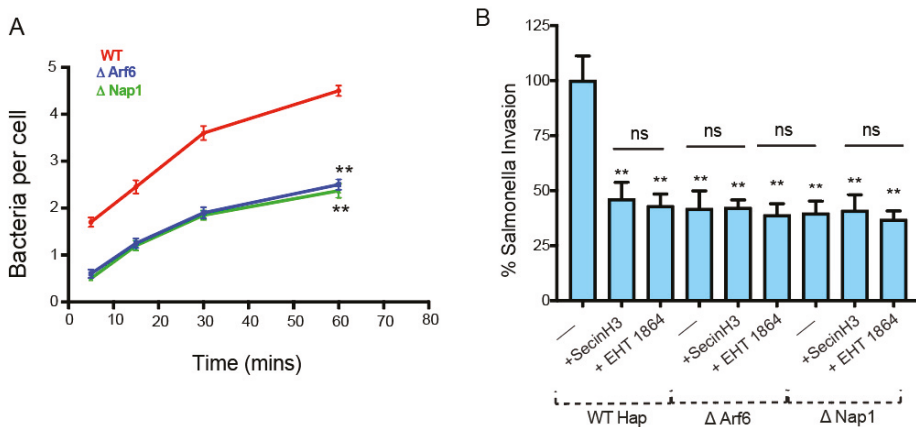 A
WT
Δ Arf6
Δ Nap1
5
4
3
2
1
0
0 10 20 30 40 50 60 70 80
**
**
Bacteria per cell
Time (mins)
B
% Salmonella Invasion
125
100
75
50
25
0
ns ns ns ns
** ** ** ** ** ** ** **
— +SecinH3 + EHT 1864 — +SecinH3 + EHT 1864 — +SecinH3 + EHT 1864
WT Hap Δ Arf6 Δ Nap1